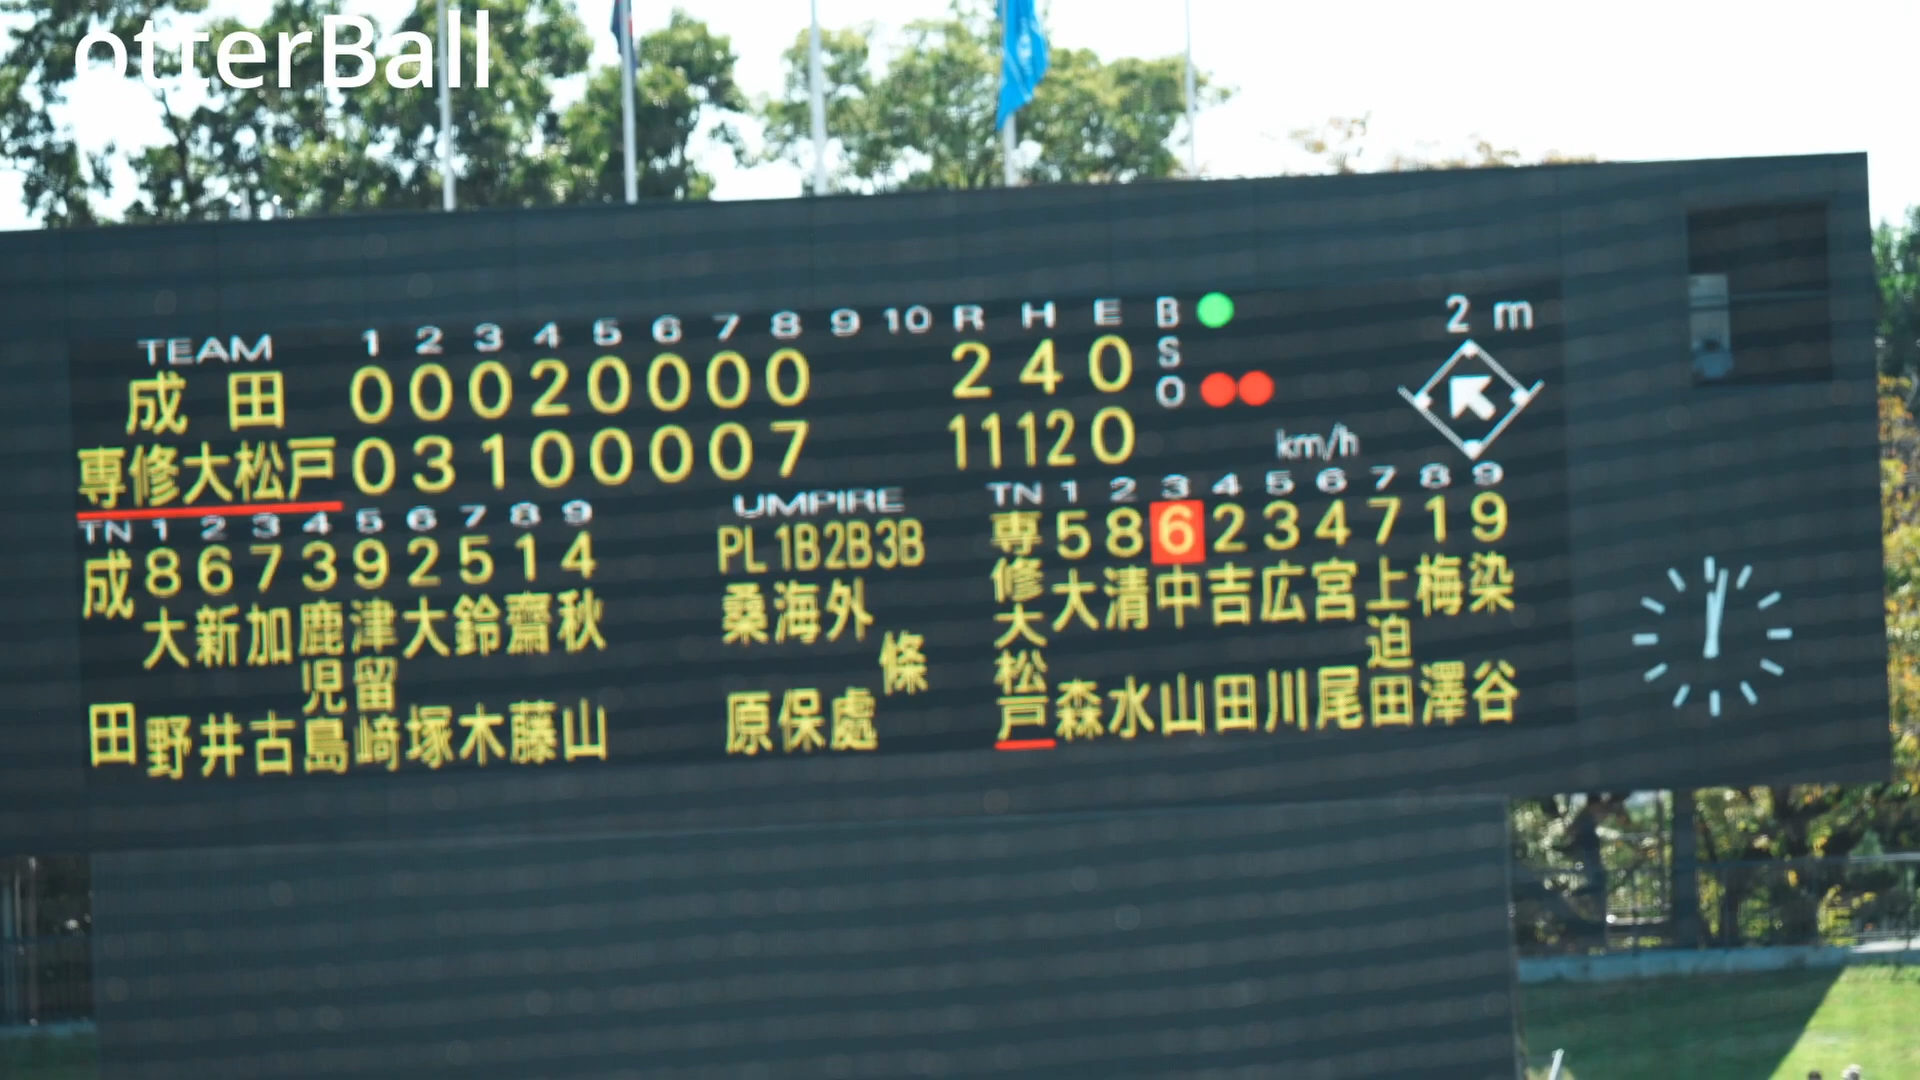 otterBall
TEAM 1 2 3 4 5 6 7 8 9 10 R H E B
成田 0 0 0 2 0 0 0 0 2 4 0 S
O
専修大松戸 0 3 1 0 0 0 0 7 11 12 0
2 m
km/h
TN 1 2 3 4 5 6 7 8 9
成田 8 6 7 3 9 2 5 1 4
大野 新井 加古 鹿児島 津留崎 大塚 鈴木 齋藤 秋山
UMPIRE
PL 1B 2B 3B
桑原 海保 外處 條
TN 1 2 3 4 5 6 7 8 9
専修大松戸 5 8 6 2 3 4 7 1 9
大森 清水 中山 吉田 広川 宮尾 上迫田 梅澤 染谷